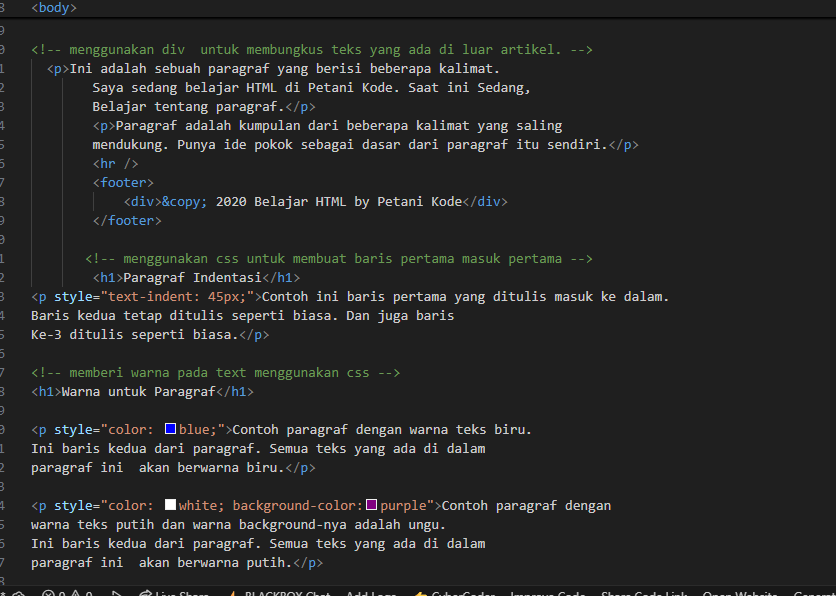 8 <body>
9
0 <!-- menggunakan div  untuk membungkus teks yang ada di luar artikel. -->
1 <p>Ini adalah sebuah paragraf yang berisi beberapa kalimat.
2 Saya sedang belajar HTML di Petani Kode. Saat ini Sedang,
3 Belajar tentang paragraf.</p>
4 <p>Paragraf adalah kumpulan dari beberapa kalimat yang saling
5 mendukung. Punya ide pokok sebagai dasar dari paragraf itu sendiri.</p>
6 <hr />
7 <footer>
8 <div>&copy; 2020 Belajar HTML by Petani Kode</div>
9 </footer>
0
1 <!-- menggunakan css untuk membuat baris pertama masuk pertama -->
2 <h1>Paragraf Indentasi</h1>
3 <p style="text-indent: 45px;">Contoh ini baris pertama yang ditulis masuk ke dalam.
4 Baris kedua tetap ditulis seperti biasa. Dan juga baris
5 Ke-3 ditulis seperti biasa.</p>
6
7 <!-- memberi warna pada text menggunakan css -->
8 <h1>Warna untuk Paragraf</h1>
9
0 <p style="color: blue;">Contoh paragraf dengan warna teks biru.
1 Ini baris kedua dari paragraf. Semua teks yang ada di dalam
2 paragraf ini  akan berwarna biru.</p>
3
4 <p style="color: white; background-color:purple">Contoh paragraf dengan
5 warna teks putih dan warna background-nya adalah ungu.
6 Ini baris kedua dari paragraf. Semua teks yang ada di dalam
7 paragraf ini  akan berwarna putih.</p>
8
0 0 Live Share BLACKBOX Chat Add Logs CyberCoder Improve Code Share Code Link Open Website